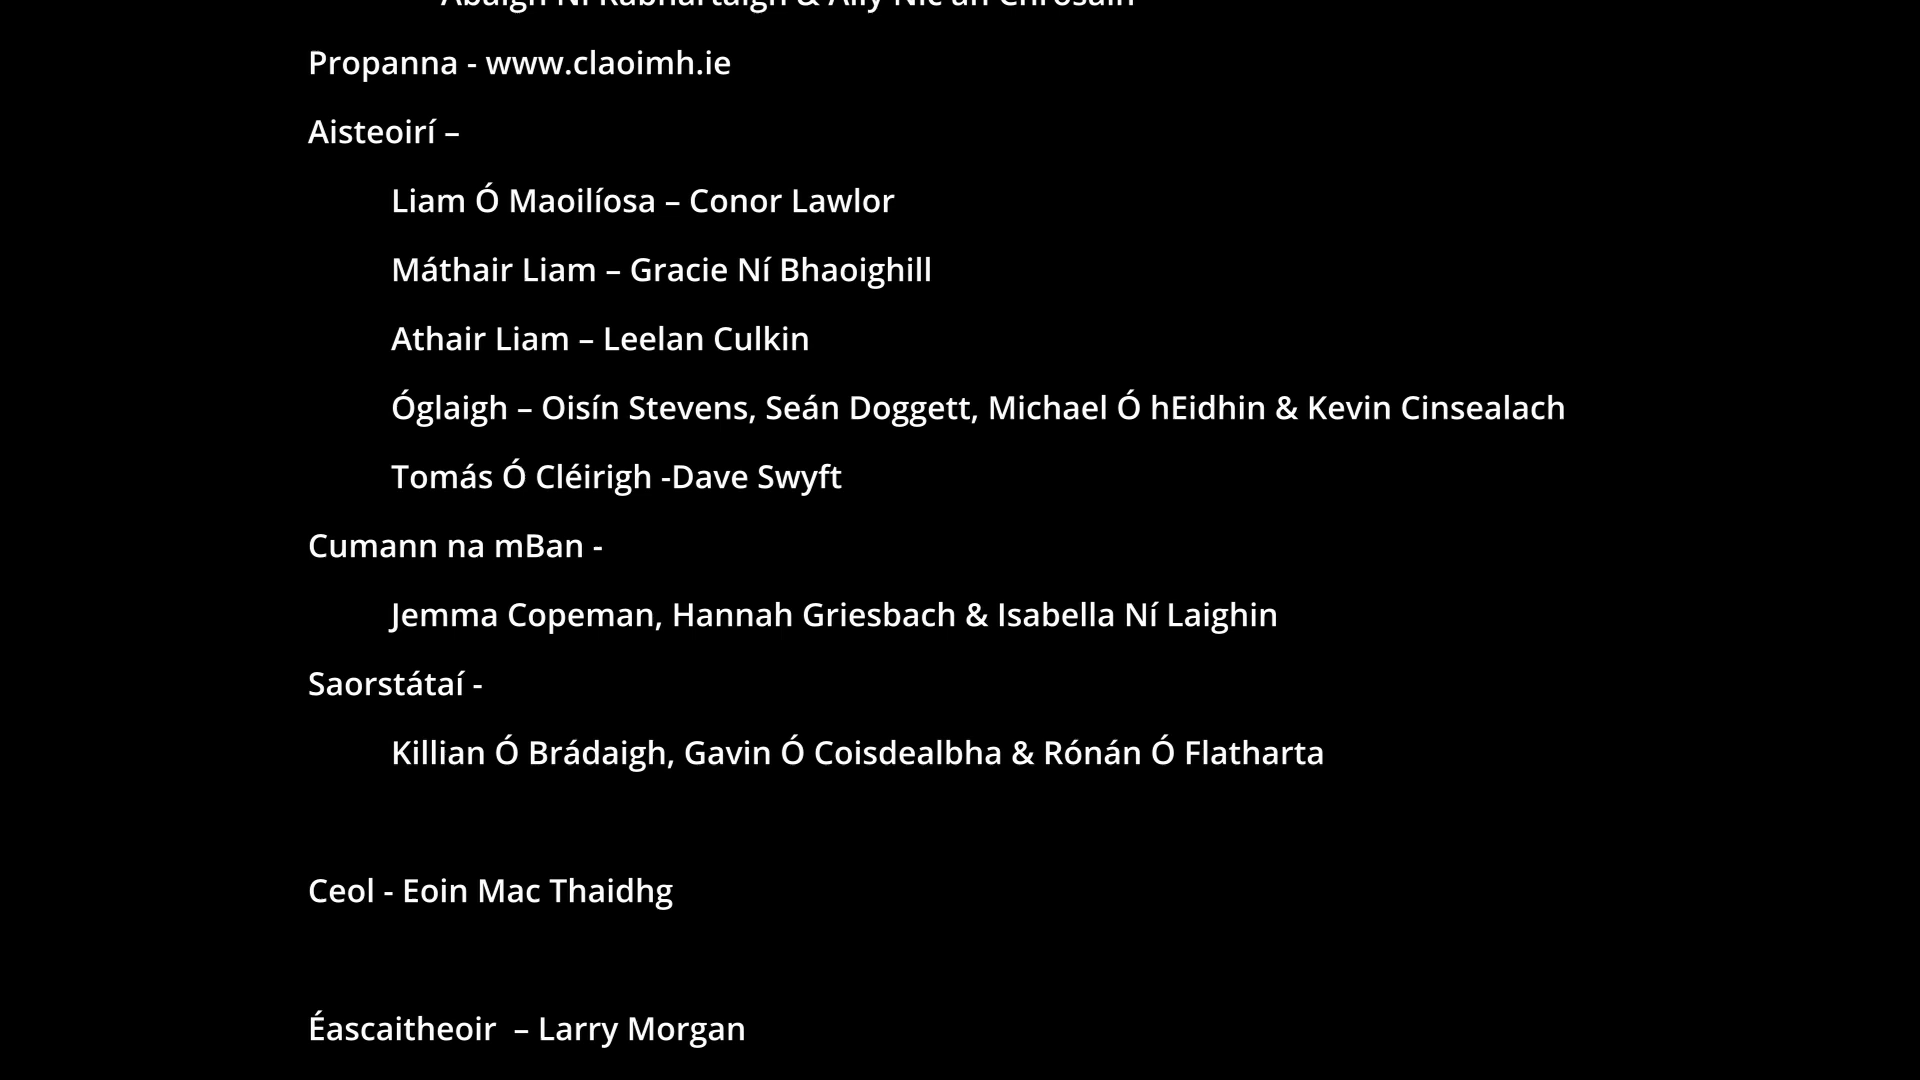 Propanna - www.claoimh.ie
Aisteoirí –
Liam Ó Maoilíosa – Conor Lawlor
Máthair Liam – Gracie Ní Bhaoighill
Athair Liam – Leelan Culkin
Óglaigh – Oisín Stevens, Seán Doggett, Michael Ó hEidhin & Kevin Cinsealach
Tomás Ó Cléirigh -Dave Swyft
Cumann na mBan -
Jemma Copeman, Hannah Griesbach & Isabella Ní Laighin
Saorstátaí -
Killian Ó Brádaigh, Gavin Ó Coisdealbha & Rónán Ó Flatharta
Ceol - Eoin Mac Thaidhg
Éascaitheoir  – Larry Morgan